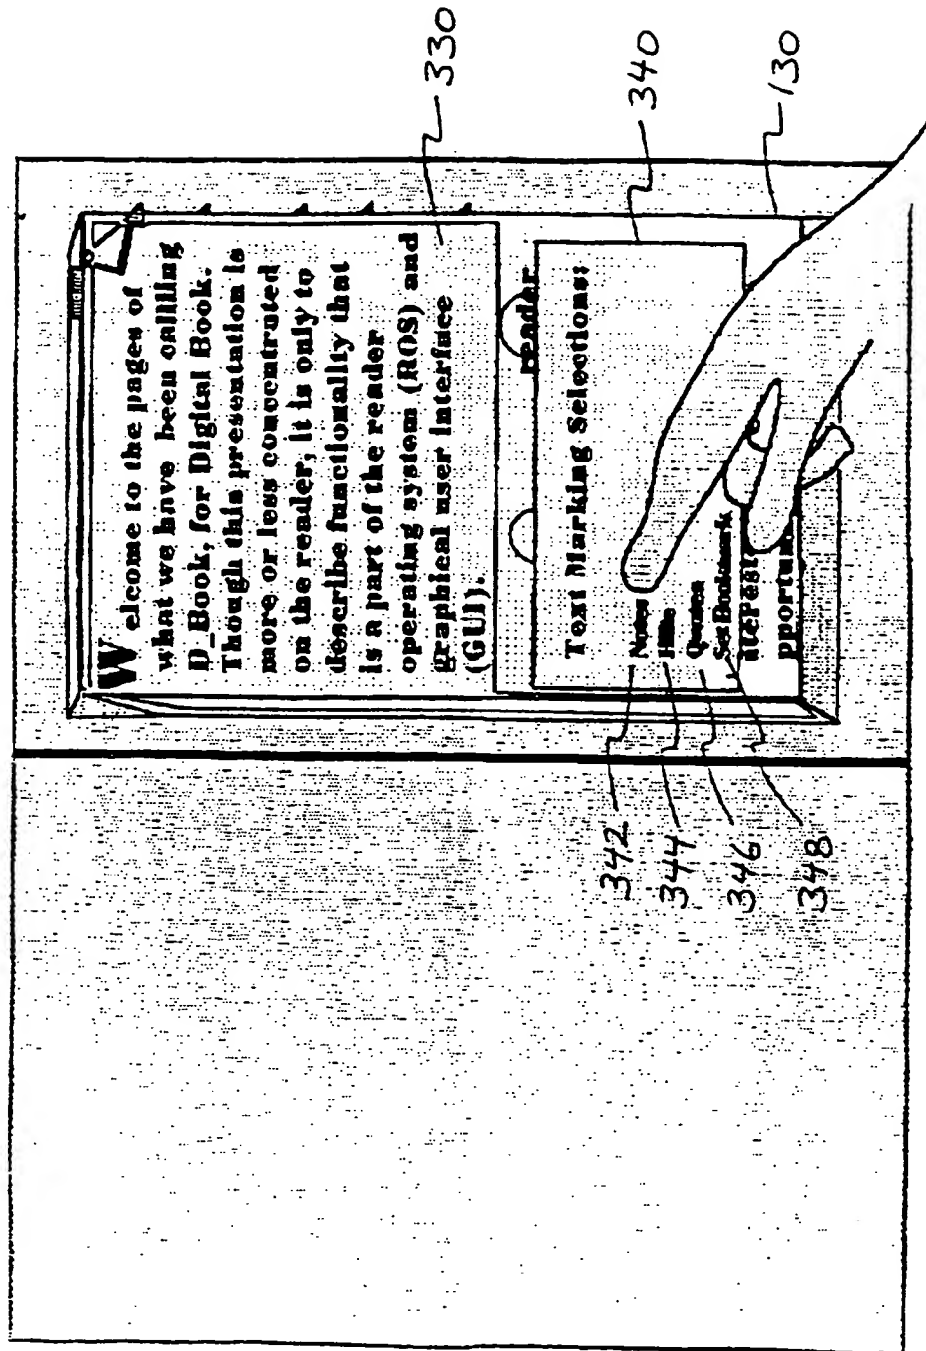 Welcome to the pages of
what we have been calling
D_Book, for Digital Book.
Though this presentation is
more or less concentrated
on the reader, it is only to
describe functionally that
is a part of the reader
operating system (ROS) and
graphical user interface
(GUI).
330
reader
Text Marking Selections:
340
342 Notes
344
346 Quotes
348 Set Bookmark
pportun
130